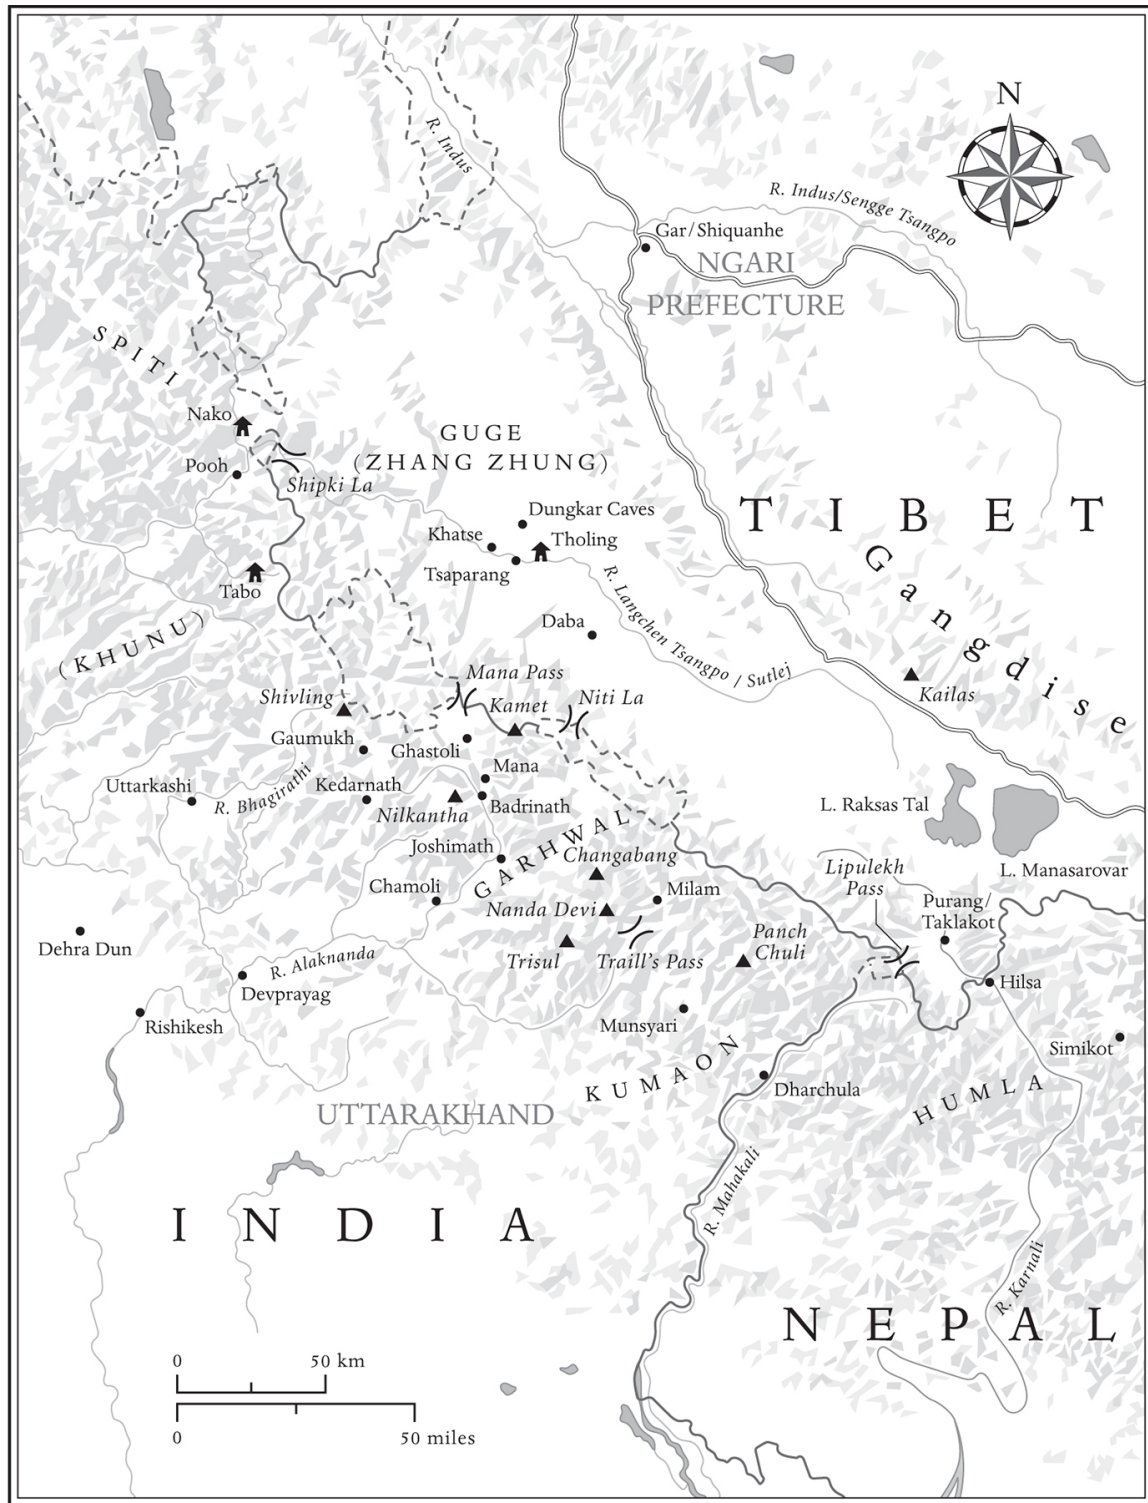 N
R. Indus
R. Indus/Sengge Tsangpo
Gar/Shiquanhe
NGARI
PREFECTURE
SPITI
Nako
GUGE
(ZHANG ZHUNG)
Pooh
Shipki La
TIBET
Dungkar Caves
Khatse
Tholing
Tsaparang
Gangdise
Tabo
R. Langchen Tsangpo / Sutlej
Daba
(KHUNU)
Mana Pass
Kailas
Shivling
Kamet
Niti La
Gaumukh
Ghastoli
Mana
Uttarkashi
R. Bhagirathi
Kedarnath
Nilkantha
Badrinath
L. Raksas Tal
GARHWAL
Joshimath
Changabang
L. Manasarovar
Lipulekh
Pass
Chamoli
Milam
Purang/
Taklakot
Nanda Devi
Dehra Dun
Panch
Chuli
R. Alaknanda
Trisul
Traill's Pass
Devprayag
Hilsa
Rishikesh
Munsyari
Simikot
KUMAON
Dharchula
HUMLA
UTTARAKHAND
R. Mahakali
INDIA
R. Karnali
NEPAL
0 50 km
0 50 miles